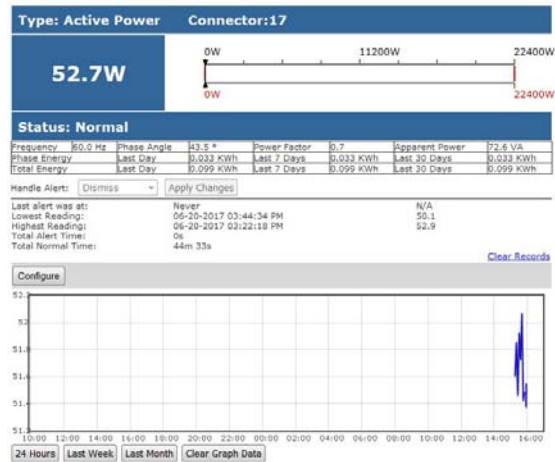 Type: Active Power Connector:17
52.7W
0W 11200W 22400W
0W 22400W
Status: Normal
Frequency 60.0 Hz Phase Angle 43.5 ° Power Factor 0.7 Apparent Power 72.6 VA
Phase Energy Last Day 0.033 KWh Last 7 Days 0.033 KWh Last 30 Days 0.033 KWh
Total Energy Last Day 0.099 KWh Last 7 Days 0.099 KWh Last 30 Days 0.099 KWh
Handle Alert: Dismiss Apply Changes
Last alert was at: Never N/A
Lowest Reading: 06-20-2017 03:44:34 PM 50.1
Highest Reading: 06-20-2017 03:22:18 PM 52.9
Total Alert Time: 0s
Total Normal Time: 44m 33s
Clear Records
Configure
52.2
52
51.8
51.4
10:00 12:00 14:00 16:00 18:00 20:00 22:00 00:00 02:00 04:00 06:00 08:00 10:00 12:00 14:00 16:00
24 Hours Last Week Last Month Clear Graph Data